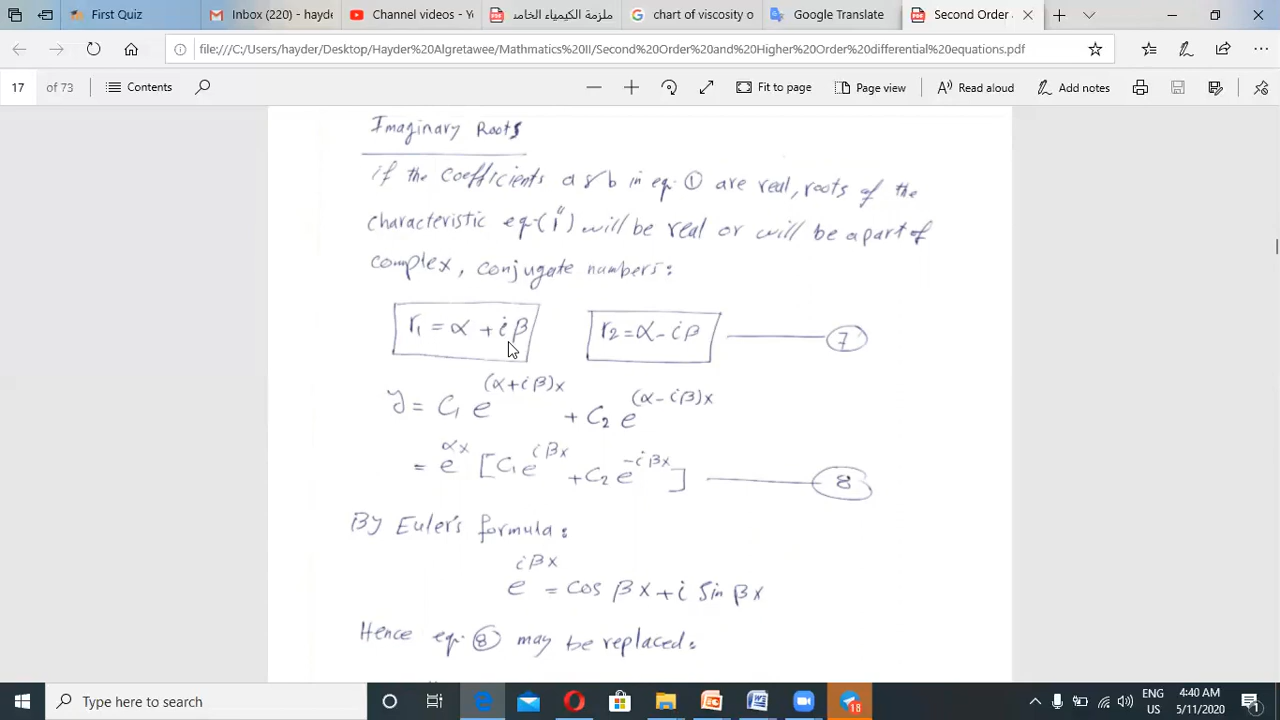 First Quiz
Inbox (220) - hayde
Channel videos - Yo
ملزمة الكيمياء الخامد
chart of viscosity o
Google Translate
Second Order
file:///C:/Users/hayder/Desktop/Hayder%20Algretawee/Mathmatics%20II/Second%20Order%20and%20Higher%20Order%20differential%20equations.pdf
17 of 73 Contents Fit to page Page view Read aloud Add notes
Imaginary Roots
if the coefficients a & b in eq. ① are real, roots of the
characteristic eq. (1") will be real or will be a part of
complex, conjugate numbers:
r₁ = α + iβ r₂ = α - iβ 7
y = C₁ e^(α+iβ)x + C₂ e^(α-iβ)x
= e^αx [C₁ e^iβx + C₂ e^-iβx] 8
By Euler's formula:
e^iβx = cos βx + i Sin βx
Hence eq. ⑧ may be replaced:
Type here to search
18
ENG
US
4:40 AM
5/11/2020
1